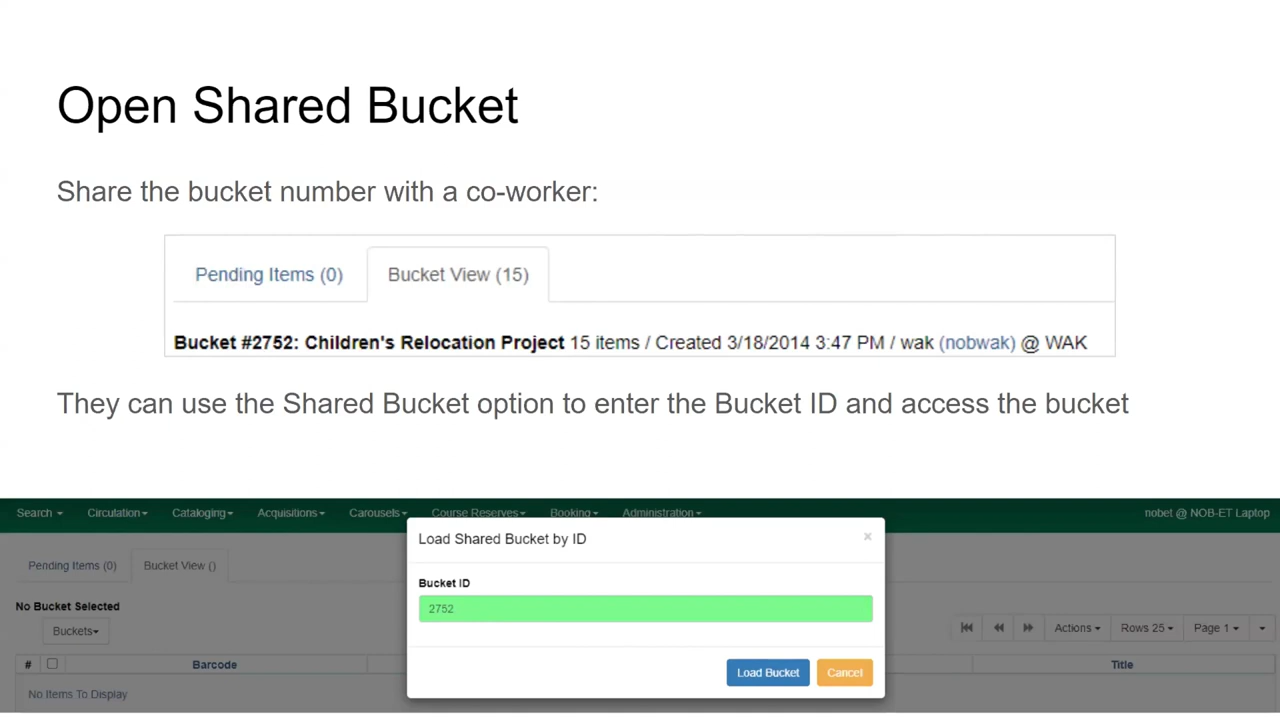 Open Shared Bucket
Share the bucket number with a co-worker:
Pending Items (0) Bucket View (15)
Bucket #2752: Children's Relocation Project 15 items / Created 3/18/2014 3:47 PM / wak (nobwak) @ WAK
They can use the Shared Bucket option to enter the Bucket ID and access the bucket
Search Circulation Cataloging Acquisitions Carousels Course Reserves Booking Administration nobet @ NOB-ET Laptop
Load Shared Bucket by ID ×
Pending Items (0) Bucket View ()
Bucket ID
No Bucket Selected
2752
Buckets Actions Rows 25 Page 1
# Barcode Title
Load Bucket Cancel
No Items To Display